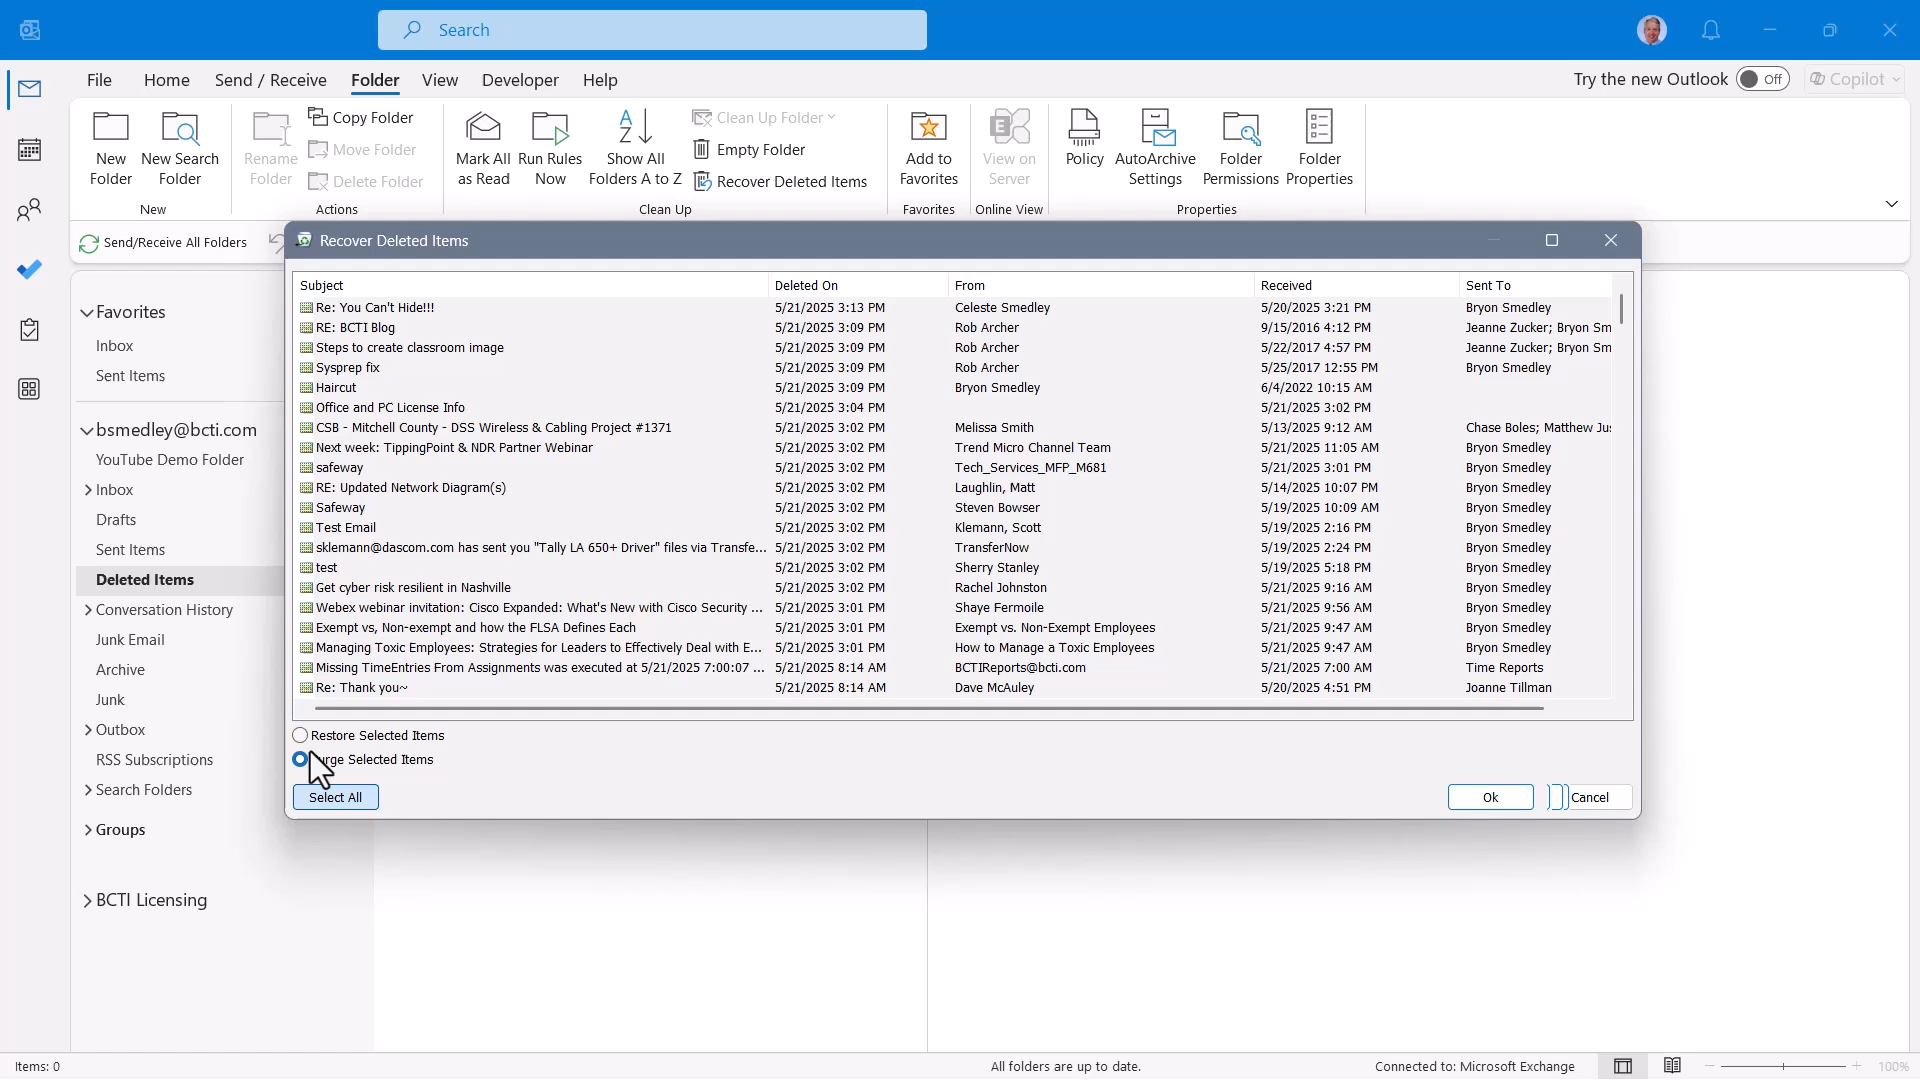 Search
File Home Send / Receive Folder View Developer Help
Try the new Outlook Off Copilot
New Folder
New Search Folder
New
Rename Folder
Copy Folder
Move Folder
Delete Folder
Actions
Mark All as Read
Run Rules Now
Show All Folders A to Z
Clean Up Folder
Empty Folder
Recover Deleted Items
Clean Up
Add to Favorites
Favorites
View on Server
Online View
Policy
AutoArchive Settings
Folder Permissions
Folder Properties
Properties
Send/Receive All Folders
Favorites
Inbox
Sent Items
bsmedley@bcti.com
YouTube Demo Folder
Inbox
Drafts
Sent Items
Deleted Items
Conversation History
Junk Email
Archive
Junk
Outbox
RSS Subscriptions
Search Folders
Groups
BCTI Licensing
Recover Deleted Items
Subject Deleted On From Received Sent To
Re: You Can't Hide!!! 5/21/2025 3:13 PM Celeste Smedley 5/20/2025 3:21 PM Bryon Smedley
RE: BCTI Blog 5/21/2025 3:09 PM Rob Archer 9/15/2016 4:12 PM Jeanne Zucker; Bryon Sm
Steps to create classroom image 5/21/2025 3:09 PM Rob Archer 5/22/2017 4:57 PM Jeanne Zucker; Bryon Sm
Sysprep fix 5/21/2025 3:09 PM Rob Archer 5/25/2017 12:55 PM Bryon Smedley
Haircut 5/21/2025 3:09 PM Bryon Smedley 6/4/2022 10:15 AM
Office and PC License Info 5/21/2025 3:04 PM 5/21/2025 3:02 PM
CSB - Mitchell County - DSS Wireless & Cabling Project #1371 5/21/2025 3:02 PM Melissa Smith 5/13/2025 9:12 AM Chase Boles; Matthew Ju
Next week: TippingPoint & NDR Partner Webinar 5/21/2025 3:02 PM Trend Micro Channel Team 5/21/2025 11:05 AM Bryon Smedley
safeway 5/21/2025 3:02 PM Tech_Services_MFP_M681 5/21/2025 3:01 PM Bryon Smedley
RE: Updated Network Diagram(s) 5/21/2025 3:02 PM Laughlin, Matt 5/14/2025 10:07 PM Bryon Smedley
Safeway 5/21/2025 3:02 PM Steven Bowser 5/19/2025 10:09 AM Bryon Smedley
Test Email 5/21/2025 3:02 PM Klemann, Scott 5/19/2025 2:16 PM Bryon Smedley
sklemann@dascom.com has sent you "Tally LA 650+ Driver" files via Transfe... 5/21/2025 3:02 PM TransferNow 5/19/2025 2:24 PM Bryon Smedley
test 5/21/2025 3:02 PM Sherry Stanley 5/19/2025 5:18 PM Bryon Smedley
Get cyber risk resilient in Nashville 5/21/2025 3:02 PM Rachel Johnston 5/21/2025 9:16 AM Bryon Smedley
Webex webinar invitation: Cisco Expanded: What's New with Cisco Security ... 5/21/2025 3:01 PM Shaye Fermoile 5/21/2025 9:56 AM Bryon Smedley
Exempt vs, Non-exempt and how the FLSA Defines Each 5/21/2025 3:01 PM Exempt vs. Non-Exempt Employees 5/21/2025 9:47 AM Bryon Smedley
Managing Toxic Employees: Strategies for Leaders to Effectively Deal with E... 5/21/2025 3:01 PM How to Manage a Toxic Employees 5/21/2025 9:47 AM Bryon Smedley
Missing TimeEntries From Assignments was executed at 5/21/2025 7:00:07 ... 5/21/2025 8:14 AM BCTIReports@bcti.com 5/21/2025 7:00 AM Time Reports
Re: Thank you~ 5/21/2025 8:14 AM Dave McAuley 5/20/2025 4:51 PM Joanne Tillman
Restore Selected Items
urge Selected Items
Select All Ok Cancel
Items: 0 All folders are up to date. Connected to: Microsoft Exchange 100%